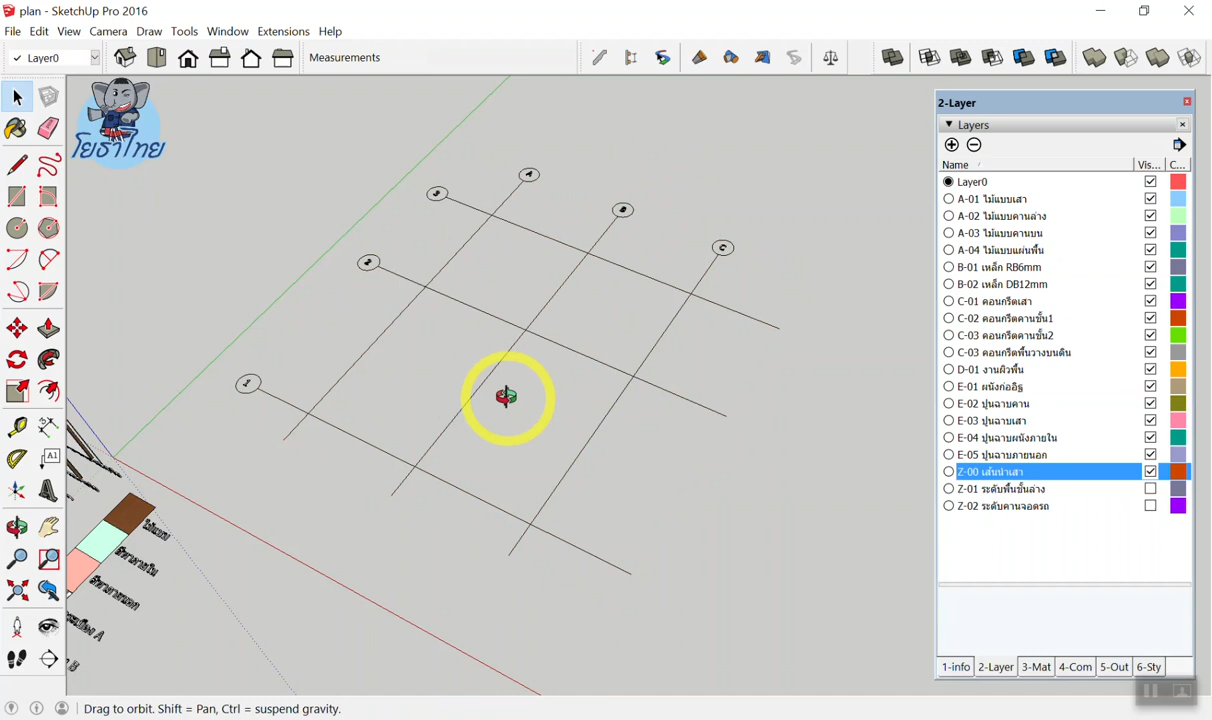 plan - SketchUp Pro 2016
File Edit View Camera Draw Tools Window Extensions Help
Layer0
Measurements
โยธาไทย
2-Layer
Layers
Name Vis... C...
Layer0
A-01 ไม้แบบเสา
A-02 ไม้แบบคานล่าง
A-03 ไม้แบบคานบน
A-04 ไม้แบบแผ่นพื้น
B-01 เหล็ก RB6mm
B-02 เหล็ก DB12mm
C-01 คอนกรีตเสา
C-02 คอนกรีตคานชั้น1
C-03 คอนกรีตคานชั้น2
C-03 คอนกรีตพื้นวางบนดิน
D-01 งานผิวพื้น
E-01 ผนังก่ออิฐ
E-02 ปูนฉาบคาน
E-03 ปูนฉาบเสา
E-04 ปูนฉาบผนังภายใน
E-05 ปูนฉาบภายนอก
Z-00 เส้นนำเสา
Z-01 ระดับพื้นชั้นล่าง
Z-02 ระดับคานจอดรถ
A
3
B
C
2
1
A1
1-info 2-Layer 3-Mat 4-Com 5-Out 6-Sty
Drag to orbit. Shift = Pan, Ctrl = suspend gravity.